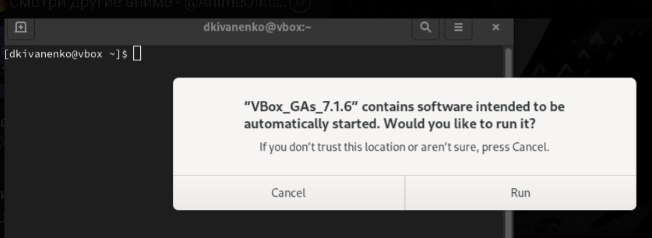 Смотри другие аниме - @AnimeOnli...
dkivanenko@vbox:~
[dkivanenko@vbox ~]$
“VBox_GAs_7.1.6” contains software intended to be
automatically started. Would you like to run it?
If you don't trust this location or aren't sure, press Cancel.
Cancel
Run